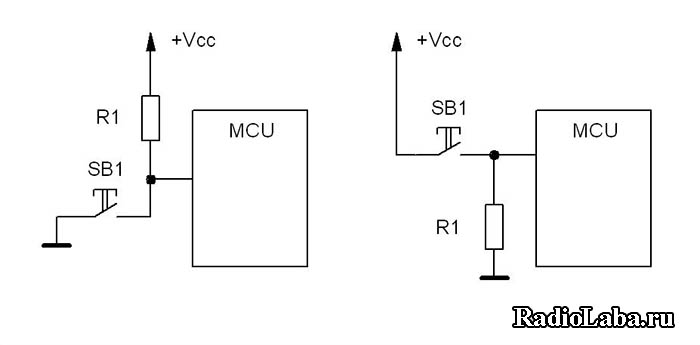 +Vcc
R1
MCU
SB1
+Vcc
SB1
MCU
R1
RadioLaba.ru